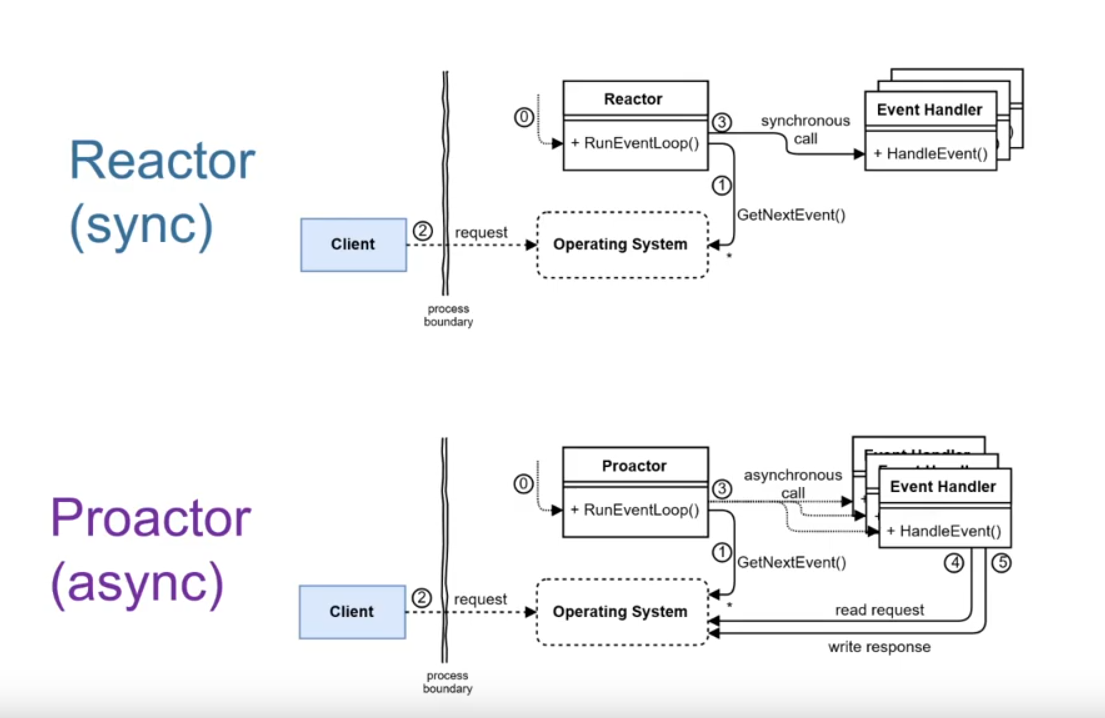 Reactor
(sync)
Reactor
+ RunEventLoop()
0
3
synchronous
call
Event Handler
+ HandleEvent()
1
GetNextEvent()
Client
2
request
Operating System
*
process
boundary
Proactor
(async)
Proactor
+ RunEventLoop()
0
3
asynchronous
call
Event Handler
Event Handler
Event Handler
+ HandleEvent()
+
+
4
5
1
GetNextEvent()
Client
2
request
Operating System
*
read request
write response
process
boundary